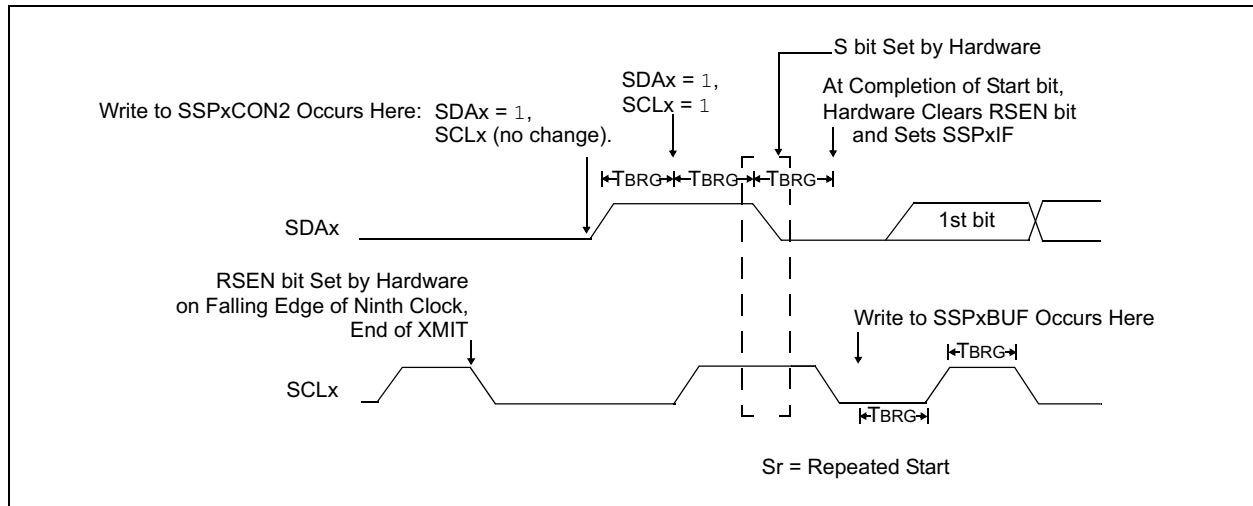 S bit Set by Hardware
SDAx = 1,
SCLx = 1
At Completion of Start bit,
Hardware Clears RSEN bit
and Sets SSPxIF
Write to SSPxCON2 Occurs Here: SDAx = 1,
SCLx (no change).
TBRG TBRG TBRG
SDAx
1st bit
RSEN bit Set by Hardware
on Falling Edge of Ninth Clock,
End of XMIT
Write to SSPxBUF Occurs Here
TBRG
SCLx
TBRG
Sr = Repeated Start